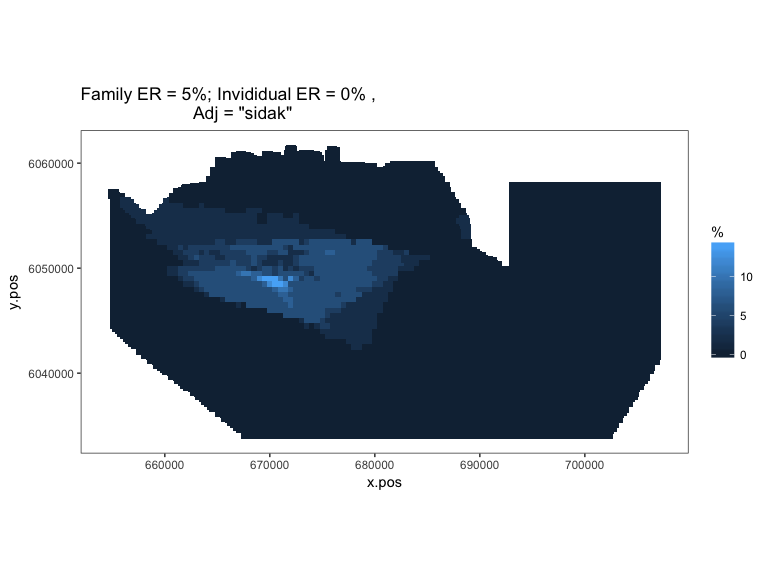 Family ER = 5%; Invididual ER = 0% ,
Adj = "sidak"
6060000
6050000
6040000
y.pos
660000 670000 680000 690000 700000
x.pos
%
10
5
0